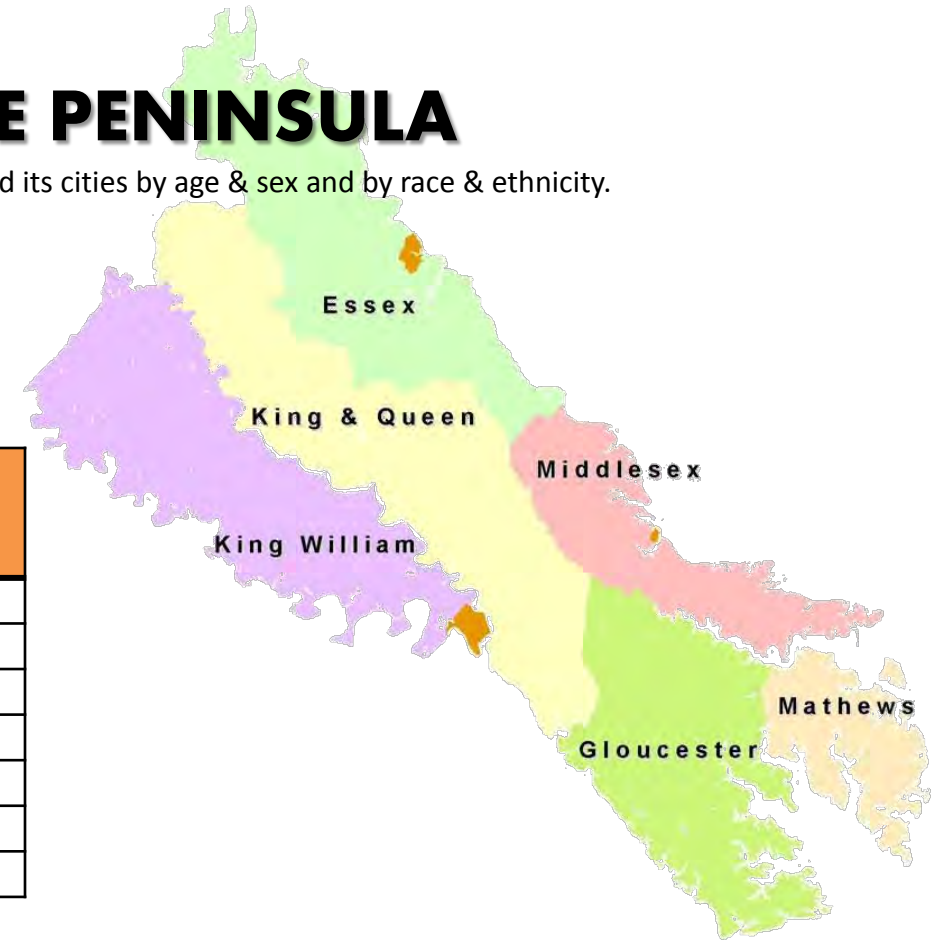 E PENINSULA
d its cities by age & sex and by race & ethnicity.
Essex
King & Queen
Middlesex
King William
Mathews
Gloucester